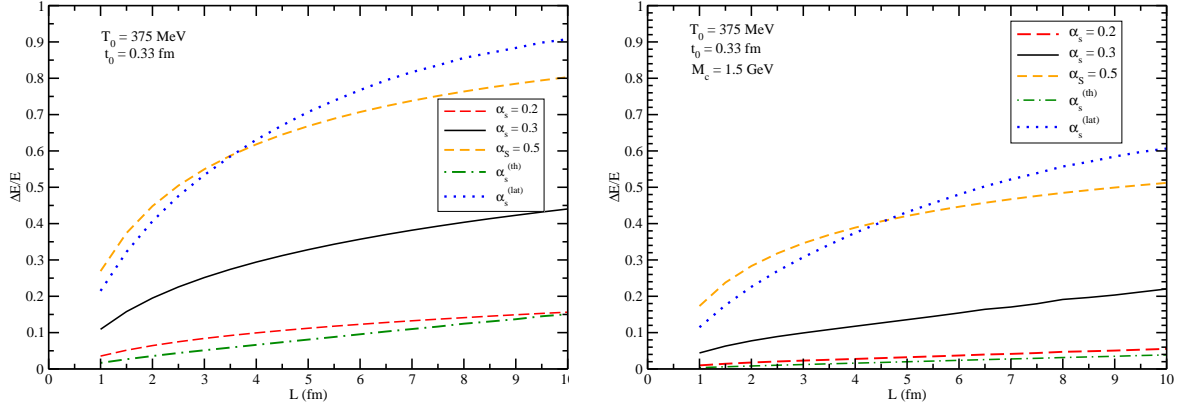 T₀ = 375 MeV
t₀ = 0.33 fm
αₛ = 0.2
αₛ = 0.3
α_S = 0.5
αₛ^(th)
αₛ^(lat)
ΔE/E
1
0.9
0.8
0.7
0.6
0.5
0.4
0.3
0.2
0.1
0
0 1 2 3 4 5 6 7 8 9 10
L (fm)
T₀ = 375 MeV
t₀ = 0.33 fm
M_c = 1.5 GeV
αₛ = 0.2
αₛ = 0.3
α_S = 0.5
αₛ^(th)
αₛ^(lat)
ΔE/E
1
0.9
0.8
0.7
0.6
0.5
0.4
0.3
0.2
0.1
0
0 1 2 3 4 5 6 7 8 9 10
L (fm)